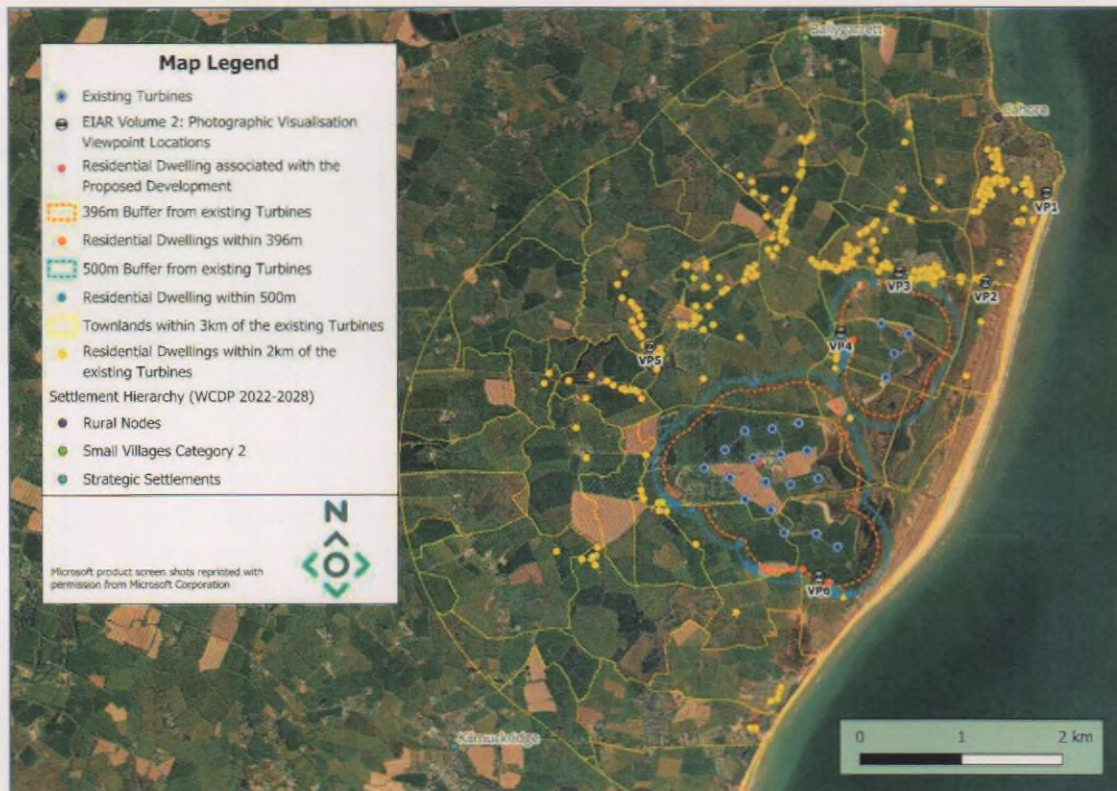 Map Legend
Existing Turbines
EIAR Volume 2: Photographic Visualisation
Viewpoint Locations
Residential Dwelling associated with the
Proposed Development
396m Buffer from existing Turbines
Residential Dwellings within 396m
500m Buffer from existing Turbines
Residential Dwelling within 500m
Townlands within 3km of the existing Turbines
Residential Dwellings within 2km of the
existing Turbines
Settlement Hierarchy (WCDP 2022-2028)
Rural Nodes
Small Villages Category 2
Strategic Settlements
N
Microsoft product screen shots reprinted with
permission from Microsoft Corporation
Ballygarrett
Cahore
VP1
VP3
VP2
VP4
VP5
VP6
Kilmuckridge
0 1 2 km